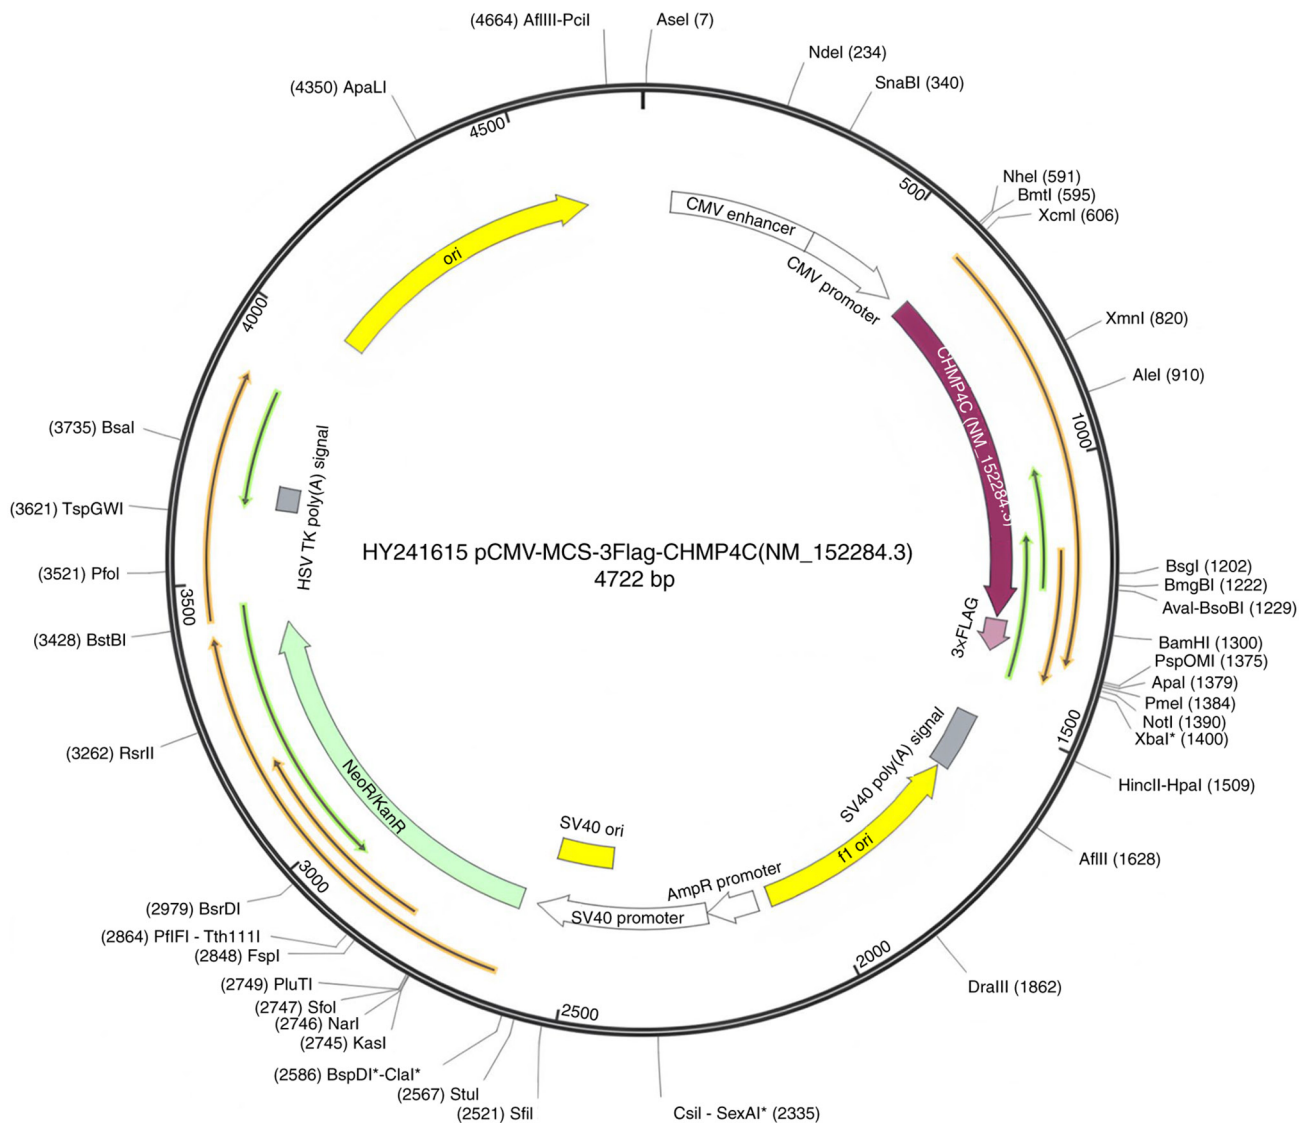 (4664) AflIII-PciI
AseI (7)
NdeI (234)
SnaBI (340)
(4350) ApaLI
4500
500
NheI (591)
BmtI (595)
XcmI (606)
CMV enhancer
CMV promoter
ori
4000
XmnI (820)
AleI (910)
CHMP4C (NM_152284.3)
1000
(3735) BsaI
(3621) TspGWI
HSV TK poly(A) signal
HY241615 pCMV-MCS-3Flag-CHMP4C(NM_152284.3)
4722 bp
(3521) PfoI
3500
(3428) BstBI
BsgI (1202)
BmgBI (1222)
AvaI-BsoBI (1229)
BamHI (1300)
PspOMI (1375)
ApaI (1379)
PmeI (1384)
NotI (1390)
XbaI* (1400)
3xFLAG
1500
(3262) RsrII
HincII-HpaI (1509)
SV40 poly(A) signal
NeoR/KanR
SV40 ori
f1 ori
AflII (1628)
AmpR promoter
SV40 promoter
3000
(2979) BsrDI
(2864) PflFI - Tth111I
(2848) FspI
2000
(2749) PluTI
(2747) SfoI
(2746) NarI
(2745) KasI
DraIII (1862)
2500
(2586) BspDI*-ClaI*
(2567) StuI
(2521) SfiI
CsiI - SexAI* (2335)